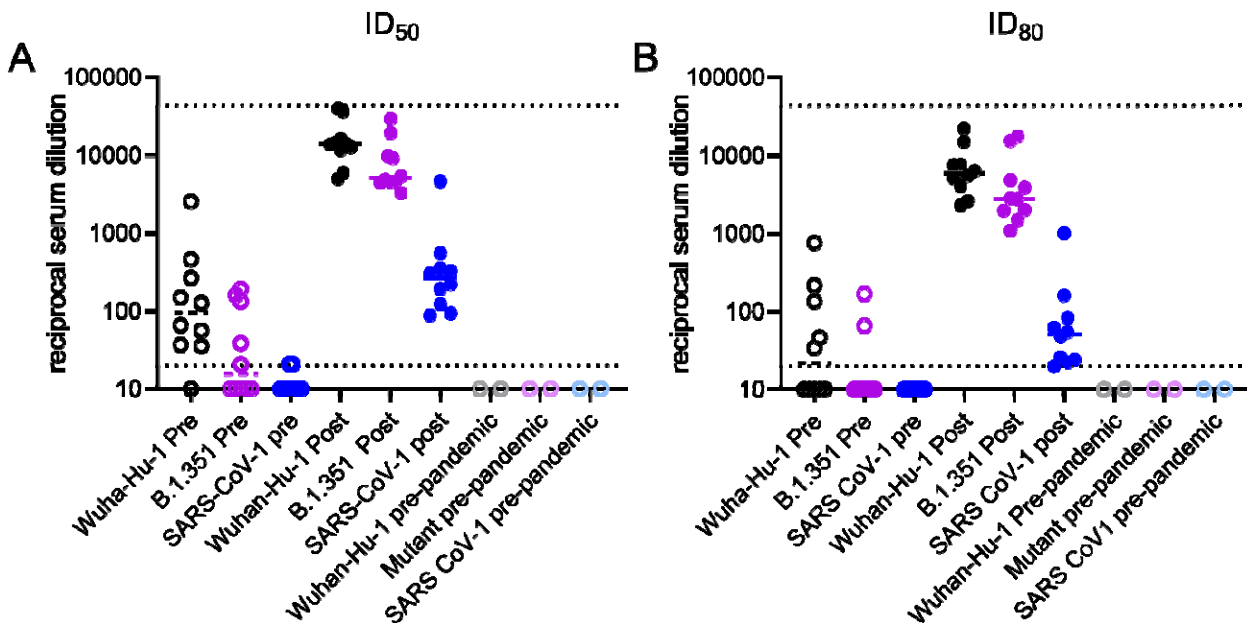 ID50
ID80
A
B
reciprocal serum dilution
100000
10000
1000
100
10
Wuha-Hu-1 Pre
B.1.351 Pre
SARS-CoV-1 pre
Wuhan-Hu-1 Post
B.1.351 Post
SARS-CoV-1 post
Wuhan-Hu-1 pre-pandemic
Mutant pre-pandemic
SARS CoV-1 pre-pandemic
reciprocal serum dilution
100000
10000
1000
100
10
Wuha-Hu-1 Pre
B.1.351 Pre
SARS CoV-1 pre
Wuhan-Hu-1 Post
B.1.351 Post
SARS CoV-1 post
Wuhan-Hu-1 Pre-pandemic
Mutant pre-pandemic
SARS CoV1 pre-pandemic